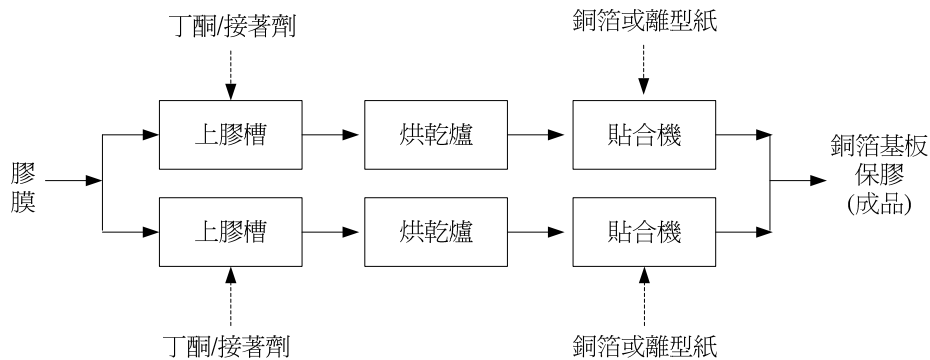 丁酮/接著劑
銅箔或離型紙
上膠槽
烘乾爐
貼合機
膠
膜
銅箔基板
保膠
(成品)
上膠槽
烘乾爐
貼合機
丁酮/接著劑
銅箔或離型紙